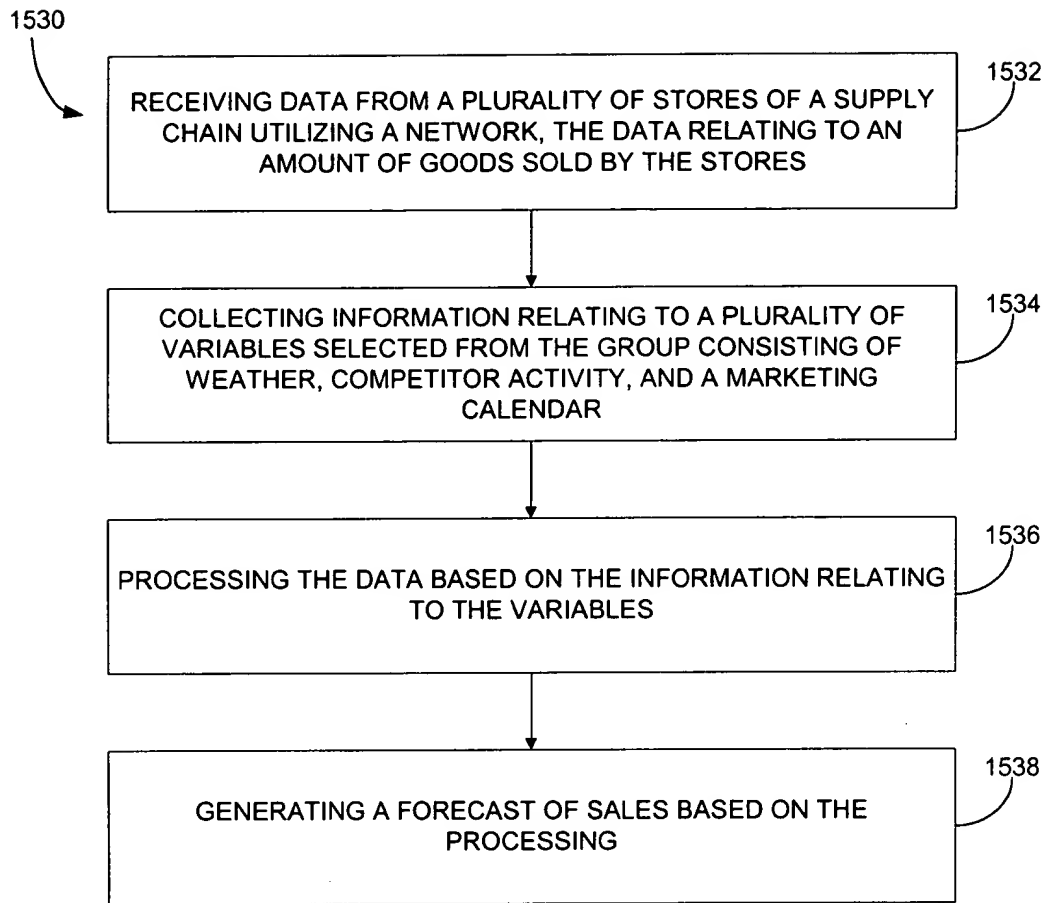 1530
1532
RECEIVING DATA FROM A PLURALITY OF STORES OF A SUPPLY
CHAIN UTILIZING A NETWORK, THE DATA RELATING TO AN
AMOUNT OF GOODS SOLD BY THE STORES
1534
COLLECTING INFORMATION RELATING TO A PLURALITY OF
VARIABLES SELECTED FROM THE GROUP CONSISTING OF
WEATHER, COMPETITOR ACTIVITY, AND A MARKETING
CALENDAR
1536
PROCESSING THE DATA BASED ON THE INFORMATION RELATING
TO THE VARIABLES
1538
GENERATING A FORECAST OF SALES BASED ON THE
PROCESSING